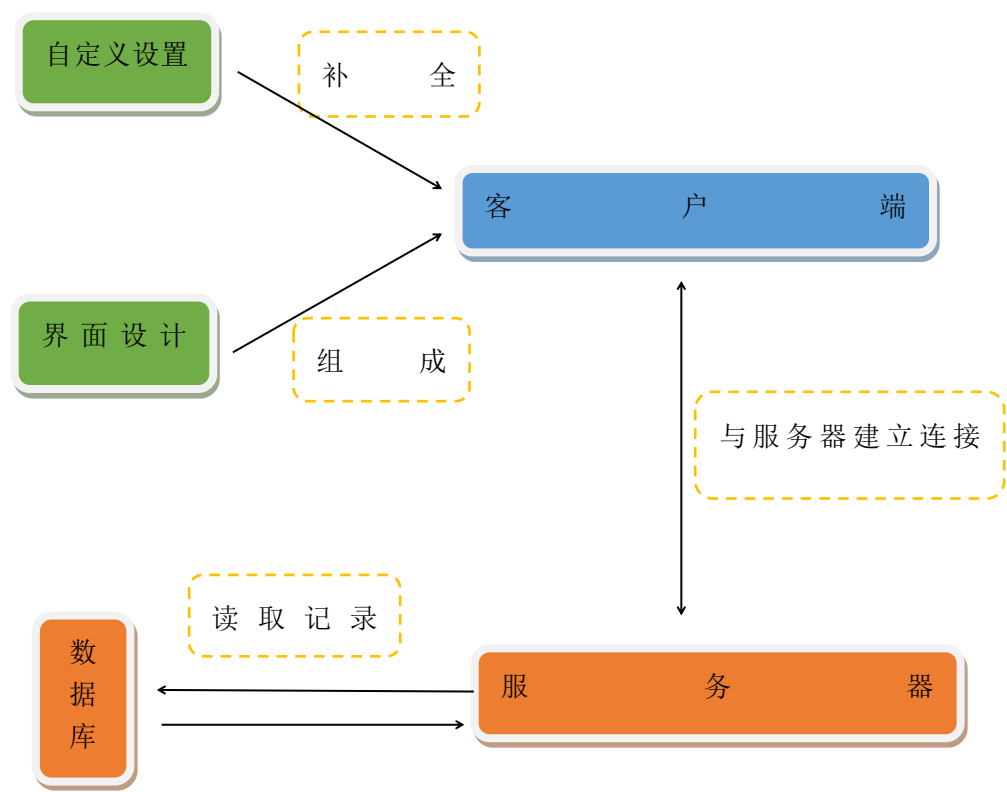 自定义设置
补全
客户端
界面设计
组成
与服务器建立连接
读取记录
数
据
库
服务器